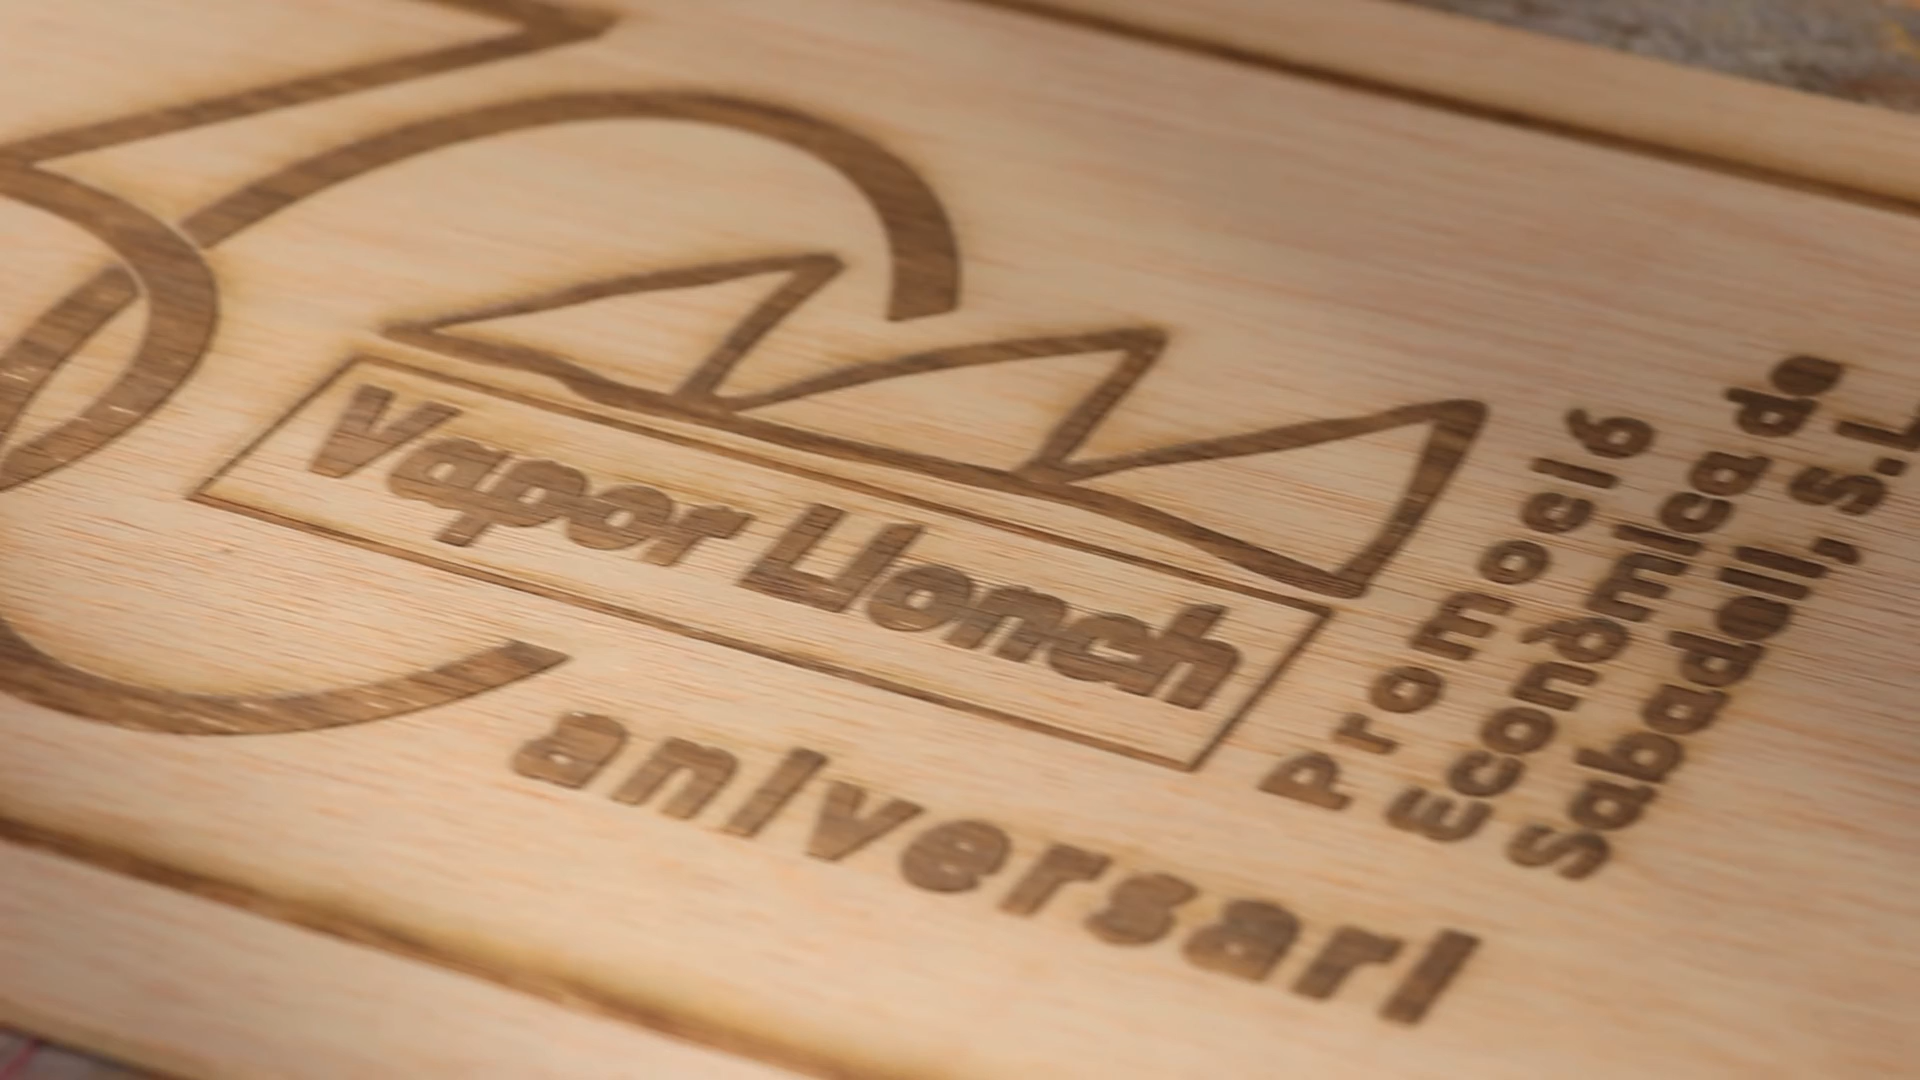 Vapor Llonch
aniversari
Promoció
Econòmica de
Sabadell, S.L.